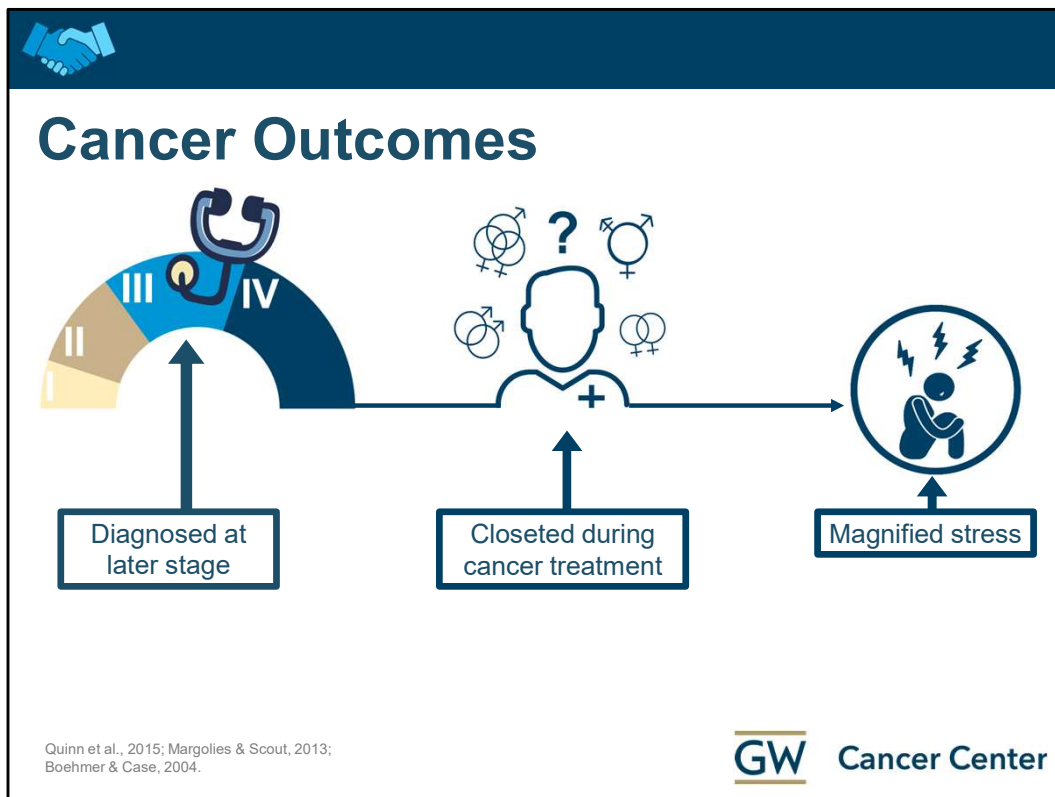 Cancer Outcomes
I
II
III
IV
?
+
Diagnosed at
later stage
Closeted during
cancer treatment
Magnified stress
Quinn et al., 2015; Margolies & Scout, 2013;
Boehmer & Case, 2004.
GW Cancer Center